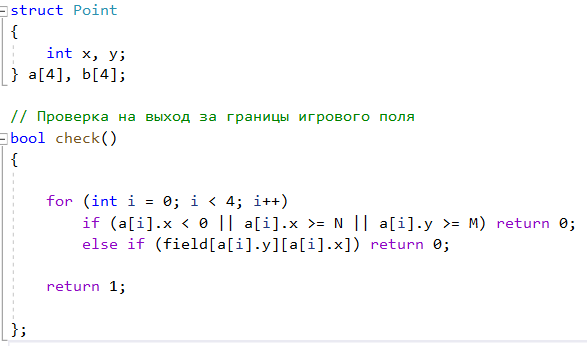 struct Point
{
    int x, y;
} a[4], b[4];

// Проверка на выход за границы игрового поля
bool check()
{

    for (int i = 0; i < 4; i++)
        if (a[i].x < 0 || a[i].x >= N || a[i].y >= M) return 0;
        else if (field[a[i].y][a[i].x]) return 0;

    return 1;

};